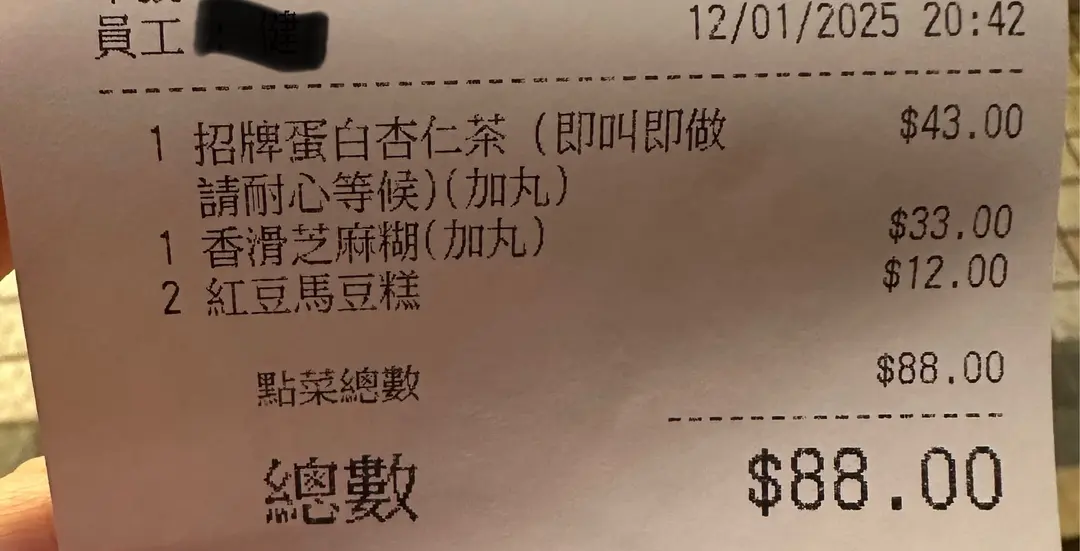 員工
12/01/2025 20:42
1 招牌蛋白杏仁茶 (即叫即做 $43.00
請耐心等候)(加丸)
1 香滑芝麻糊(加丸) $33.00
2 紅豆馬豆糕 $12.00
點菜總數 $88.00
總數 $88.00